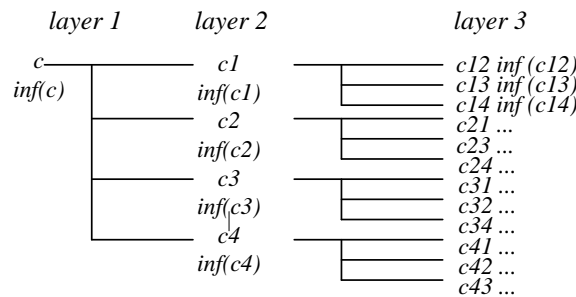 layer 1 layer 2 layer 3
c c1 c12 inf (c12)
inf(c) inf(c1) c13 inf (c13)
c14 inf (c14)
c2 c21 ...
inf(c2) c23 ...
c24 ...
c3 c31 ...
inf(c3) c32 ...
c34 ...
c4 c41 ...
inf(c4) c42 ...
c43 ...